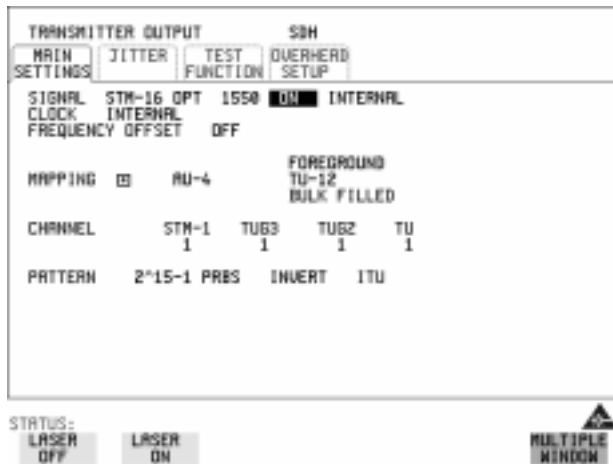 TRANSMITTER OUTPUT SDH
MAIN SETTINGS JITTER TEST FUNCTION OVERHEAD SETUP
SIGNAL STM-16 OPT 1550 ON INTERNAL
CLOCK INTERNAL
FREQUENCY OFFSET OFF
FOREGROUND
MAPPING AU-4 TU-12
BULK FILLED
CHANNEL STM-1 TUG3 TUG2 TU
1 1 1 1
PATTERN 2^15-1 PRBS INVERT ITU
STATUS:
LASER OFF LASER ON MULTIPLE WINDOW